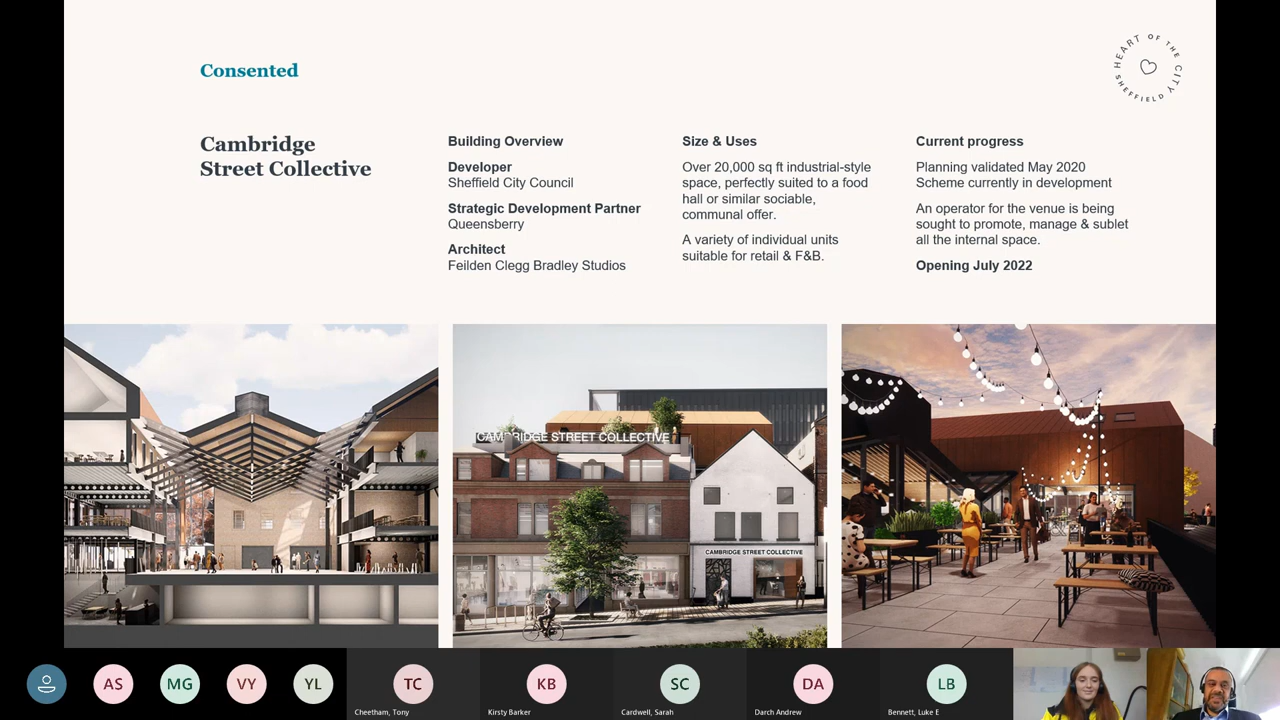 Consented
HEART OF THE CITY
SHEFFIELD
Cambridge
Street Collective
Building Overview
Developer
Sheffield City Council
Strategic Development Partner
Queensberry
Architect
Feilden Clegg Bradley Studios
Size & Uses
Over 20,000 sq ft industrial-style
space, perfectly suited to a food
hall or similar sociable,
communal offer.
A variety of individual units
suitable for retail & F&B.
Current progress
Planning validated May 2020
Scheme currently in development
An operator for the venue is being
sought to promote, manage & sublet
all the internal space.
Opening July 2022
CAMBRIDGE STREET COLLECTIVE
CAMBRIDGE STREET COLLECTIVE
AS
MG
VY
YL
TC
KB
SC
DA
LB
Cheetham, Tony
Kirsty Barker
Cardwell, Sarah
Darch Andrew
Bennett, Luke E